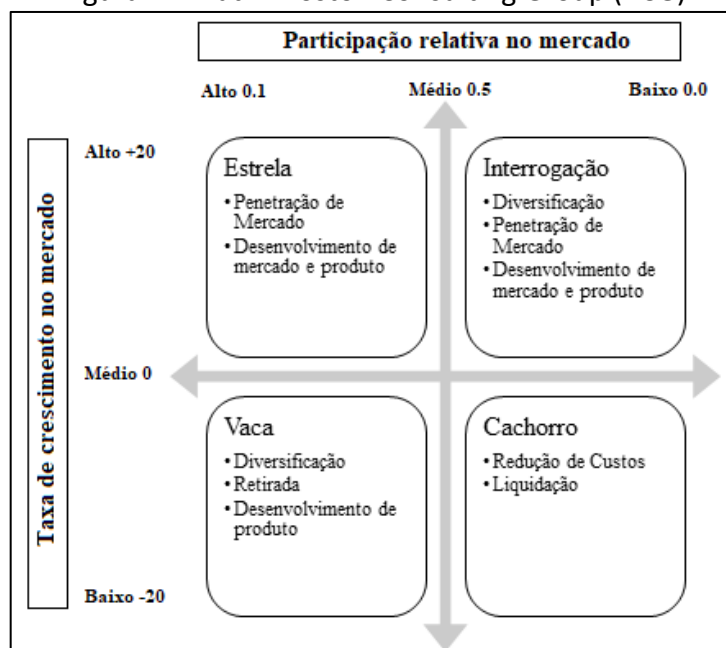 Participação relativa no mercado
Alto 0.1
Médio 0.5
Baixo 0.0
Taxa de crescimento no mercado
Alto +20
Médio 0
Baixo -20
Estrela
•Penetração de
Mercado
•Desenvolvimento de
mercado e produto
Interrogação
•Diversificação
•Penetração de
Mercado
•Desenvolvimento de
mercado e produto
Vaca
•Diversificação
•Retirada
•Desenvolvimento de
produto
Cachorro
•Redução de Custos
•Liquidação